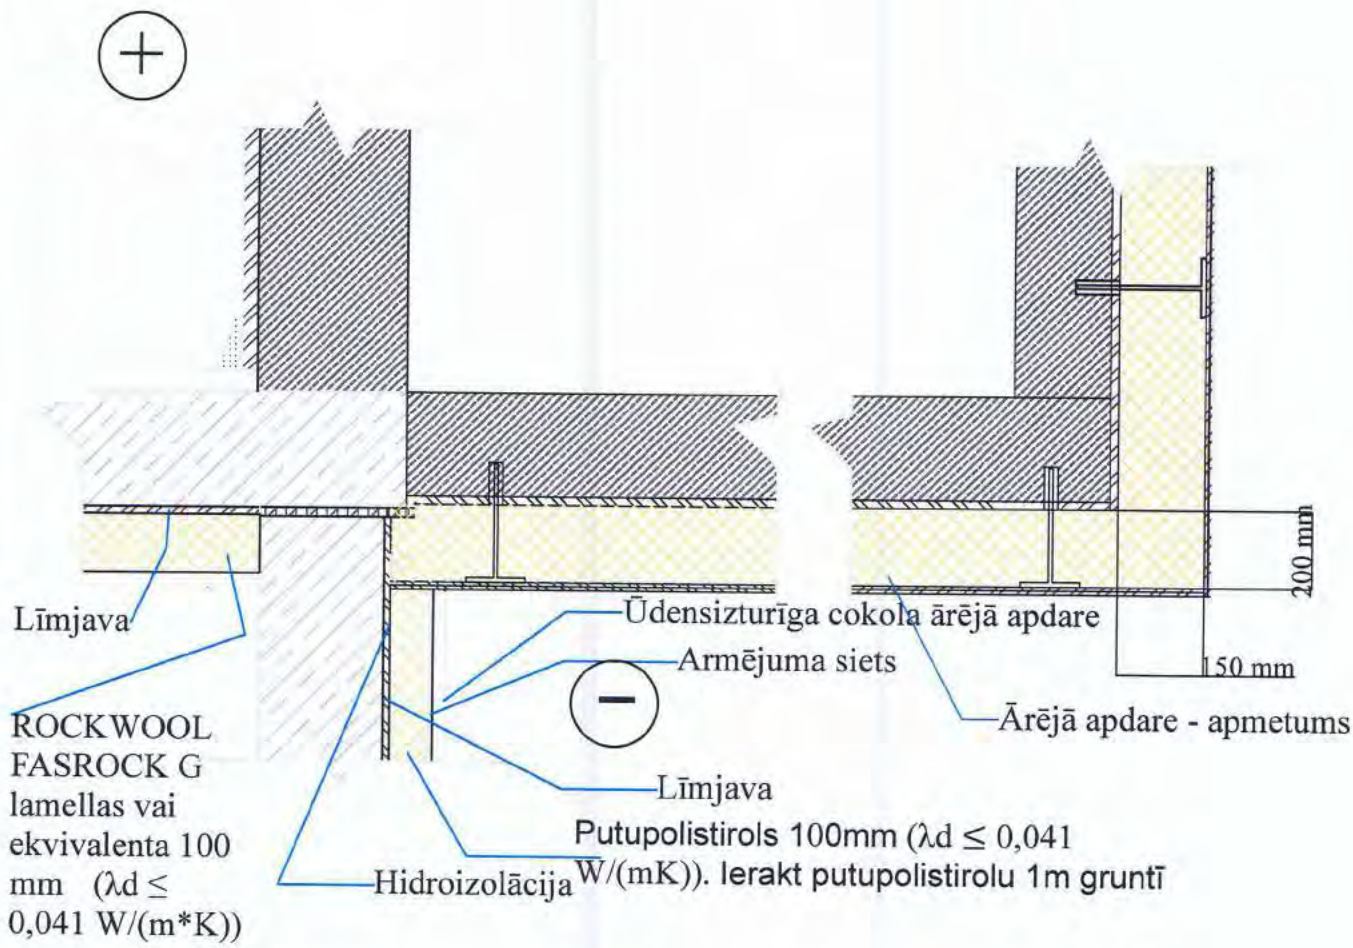 +
200 mm
150 mm
Līmjava
Ūdensizturīga cokola ārējā apdare
Armējuma siets
−
Ārējā apdare - apmetums
ROCKWOOL
FASROCK G
lamellas vai
ekvivalenta 100
mm (λd ≤
0,041 W/(m*K))
Līmjava
Putupolistirols 100mm (λd ≤ 0,041
W/(mK)). Ierakt putupolistirolu 1m gruntī
Hidroizolācija